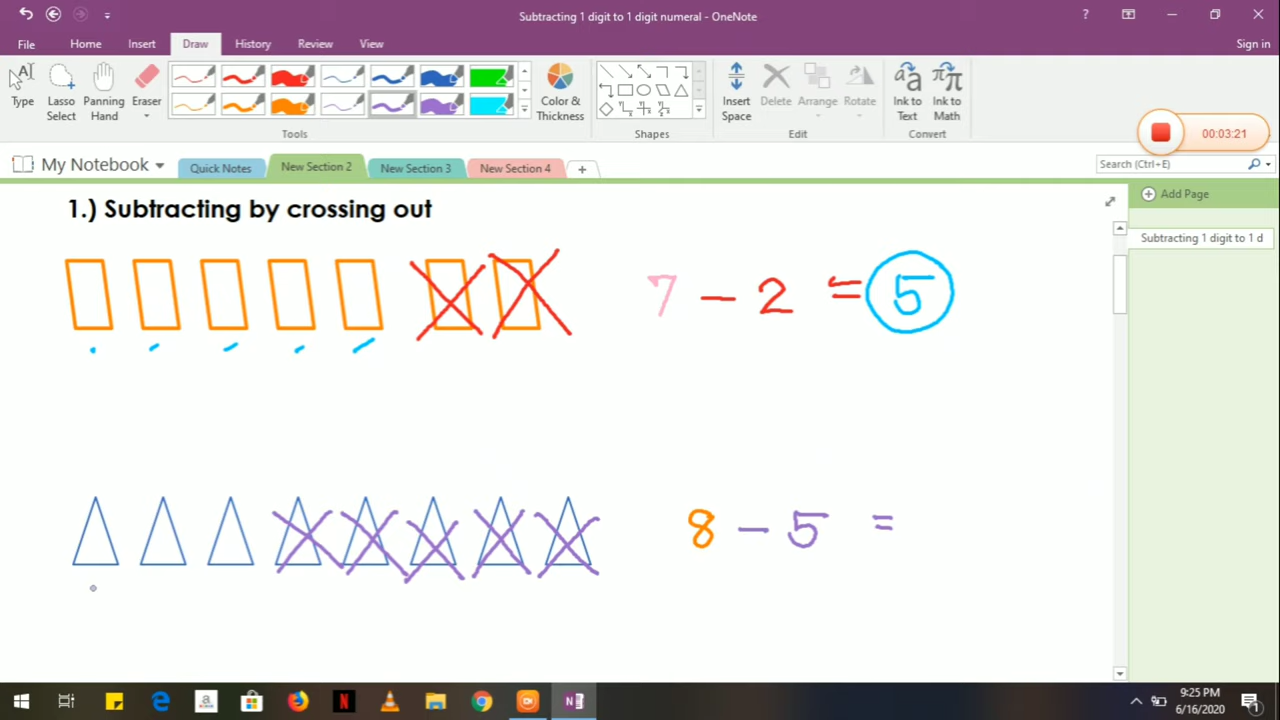 Subtracting 1 digit to 1 digit numeral - OneNote
?
File Home Insert Draw History Review View
Sign in
Type
Lasso Select
Panning Hand
Eraser
Color & Thickness
Insert Space
Delete
Arrange
Rotate
Ink to Text
Ink to Math
Tools
Shapes
Edit
Convert
00:03:21
My Notebook
Quick Notes
New Section 2
New Section 3
New Section 4
+
Search (Ctrl+E)
Add Page
Subtracting 1 digit to 1 d
1.) Subtracting by crossing out
7 - 2 = 5
8 - 5 =
9:25 PM
6/16/2020